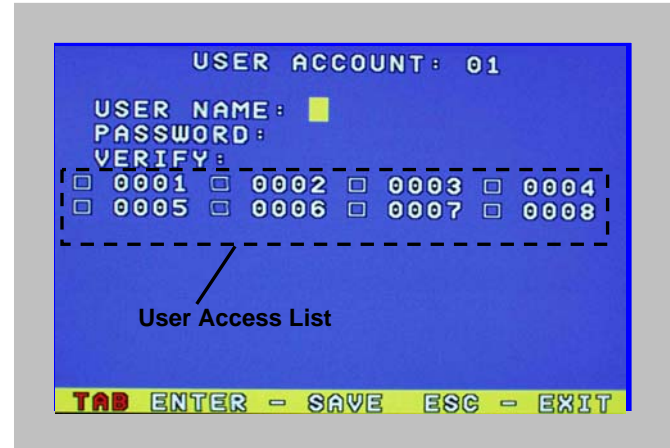 USER ACCOUNT: 01
USER NAME:
PASSWORD:
VERIFY:
0001 0002 0003 0004
0005 0006 0007 0008
User Access List
TAB ENTER - SAVE ESC - EXIT